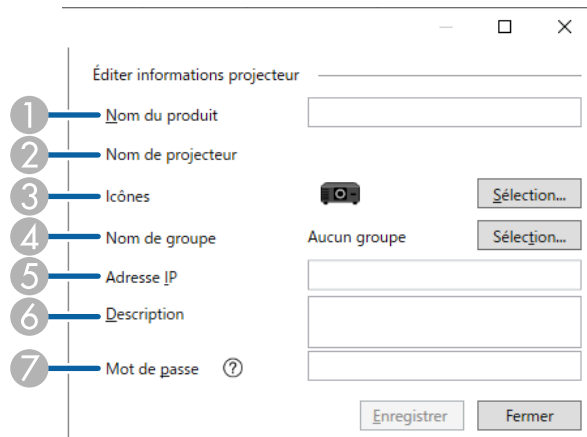 Éditer informations projecteur
1 Nom du produit
2 Nom de projecteur
3 Icônes Sélection...
4 Nom de groupe Aucun groupe Sélection...
5 Adresse IP
6 Description
7 Mot de passe ?
Enregistrer Fermer